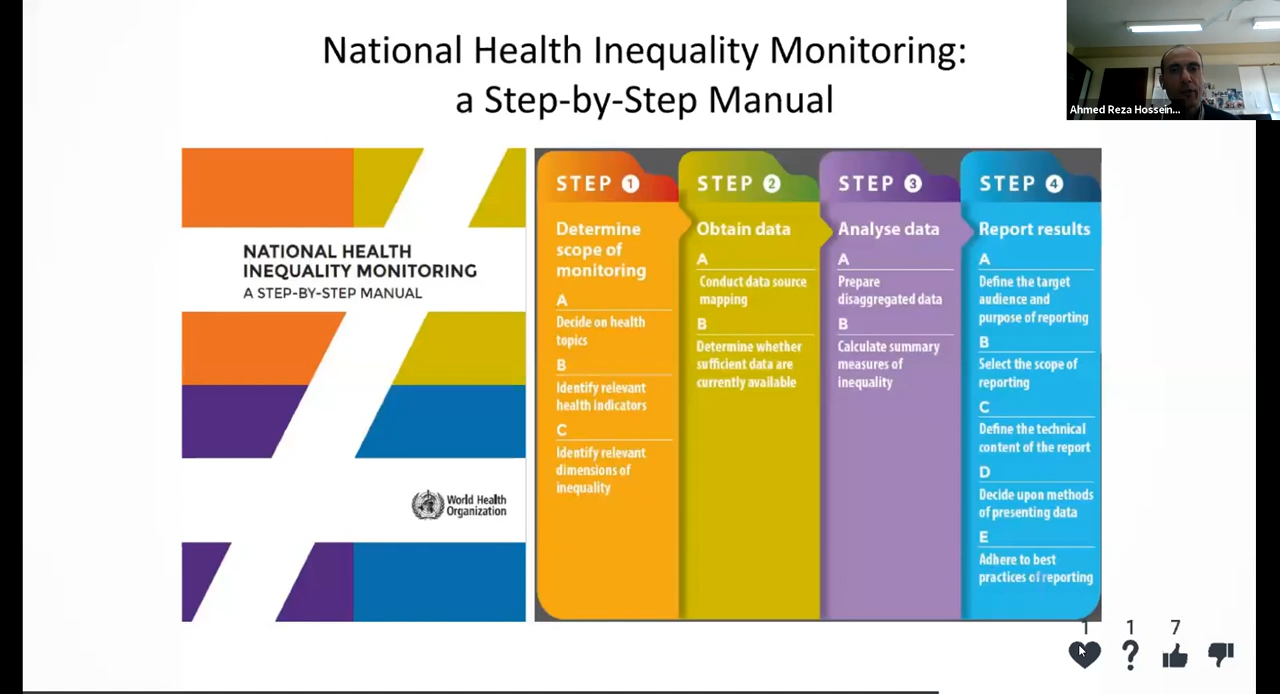 National Health Inequality Monitoring:
a Step-by-Step Manual
Ahmed Reza Hossein...
NATIONAL HEALTH
INEQUALITY MONITORING
A STEP-BY-STEP MANUAL
World Health
Organization
STEP 1
Determine
scope of
monitoring
A
Decide on health
topics
B
Identify relevant
health indicators
C
Identify relevant
dimensions of
inequality
STEP 2
Obtain data
A
Conduct data source
mapping
B
Determine whether
sufficient data are
currently available
STEP 3
Analyse data
A
Prepare
disaggregated data
B
Calculate summary
measures of
inequality
STEP 4
Report results
A
Define the target
audience and
purpose of reporting
B
Select the scope of
reporting
C
Define the technical
content of the report
D
Decide upon methods
of presenting data
E
Adhere to best
practices of reporting
1 1 7
?